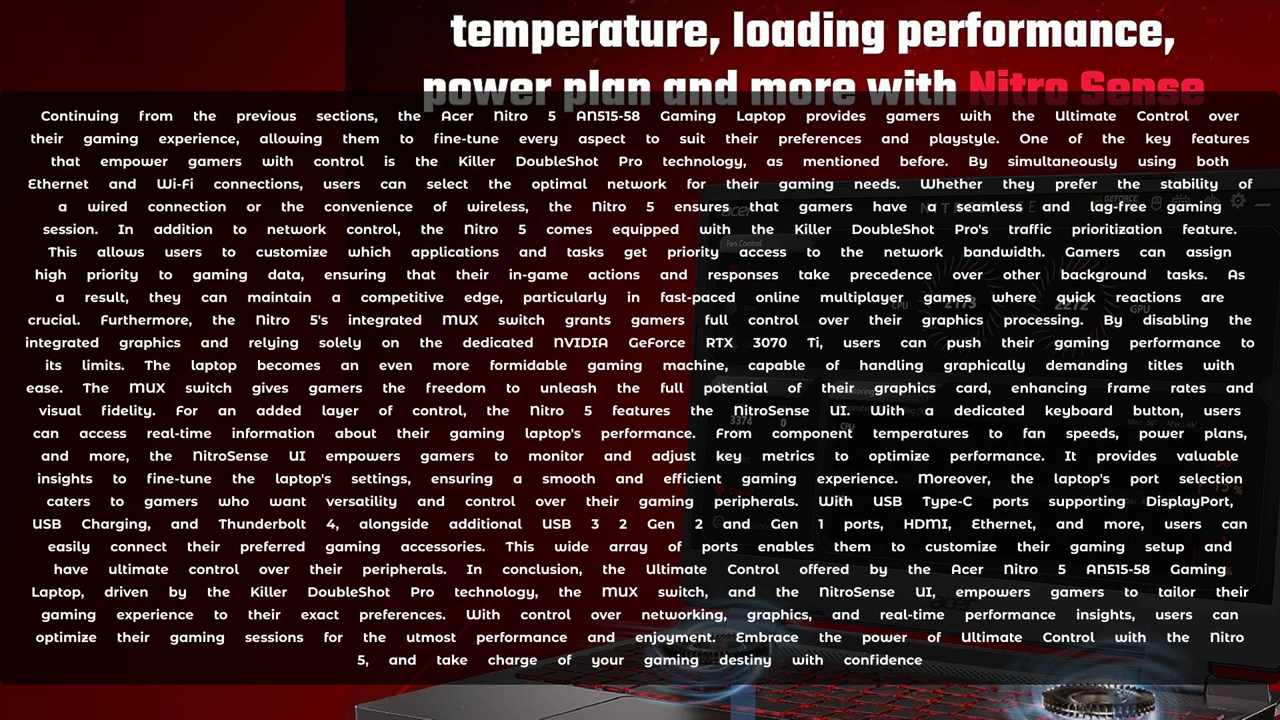 temperature, loading performance,
power plan and more with Nitro Sense
Continuing from the previous sections, the Acer Nitro 5 AN515-58 Gaming Laptop provides gamers with the Ultimate Control over
their gaming experience, allowing them to fine-tune every aspect to suit their preferences and playstyle. One of the key features
that empower gamers with control is the Killer DoubleShot Pro technology, as mentioned before. By simultaneously using both
Ethernet and Wi-Fi connections, users can select the optimal network for their gaming needs. Whether they prefer the stability of
a wired connection or the convenience of wireless, the Nitro 5 ensures that gamers have a seamless and lag-free gaming
session. In addition to network control, the Nitro 5 comes equipped with the Killer DoubleShot Pro's traffic prioritization feature.
This allows users to customize which applications and tasks get priority access to the network bandwidth. Gamers can assign
high priority to gaming data, ensuring that their in-game actions and responses take precedence over other background tasks. As
a result, they can maintain a competitive edge, particularly in fast-paced online multiplayer games where quick reactions are
crucial. Furthermore, the Nitro 5's integrated MUX switch grants gamers full control over their graphics processing. By disabling the
integrated graphics and relying solely on the dedicated NVIDIA GeForce RTX 3070 Ti, users can push their gaming performance to
its limits. The laptop becomes an even more formidable gaming machine, capable of handling graphically demanding titles with
ease. The MUX switch gives gamers the freedom to unleash the full potential of their graphics card, enhancing frame rates and
visual fidelity. For an added layer of control, the Nitro 5 features the NitroSense UI. With a dedicated keyboard button, users
can access real-time information about their gaming laptop's performance. From component temperatures to fan speeds, power plans,
and more, the NitroSense UI empowers gamers to monitor and adjust key metrics to optimize performance. It provides valuable
insights to fine-tune the laptop's settings, ensuring a smooth and efficient gaming experience. Moreover, the laptop's port selection
caters to gamers who want versatility and control over their gaming peripherals. With USB Type-C ports supporting DisplayPort,
USB Charging, and Thunderbolt 4, alongside additional USB 3 2 Gen 2 and Gen 1 ports, HDMI, Ethernet, and more, users can
easily connect their preferred gaming accessories. This wide array of ports enables them to customize their gaming setup and
have ultimate control over their peripherals. In conclusion, the Ultimate Control offered by the Acer Nitro 5 AN515-58 Gaming
Laptop, driven by the Killer DoubleShot Pro technology, the MUX switch, and the NitroSense UI, empowers gamers to tailor their
gaming experience to their exact preferences. With control over networking, graphics, and real-time performance insights, users can
optimize their gaming sessions for the utmost performance and enjoyment. Embrace the power of Ultimate Control with the Nitro
5, and take charge of your gaming destiny with confidence
acer
NITROSENSE
Fan Control
CPU
2173
2272
GPU
3374
0
CPU
acer